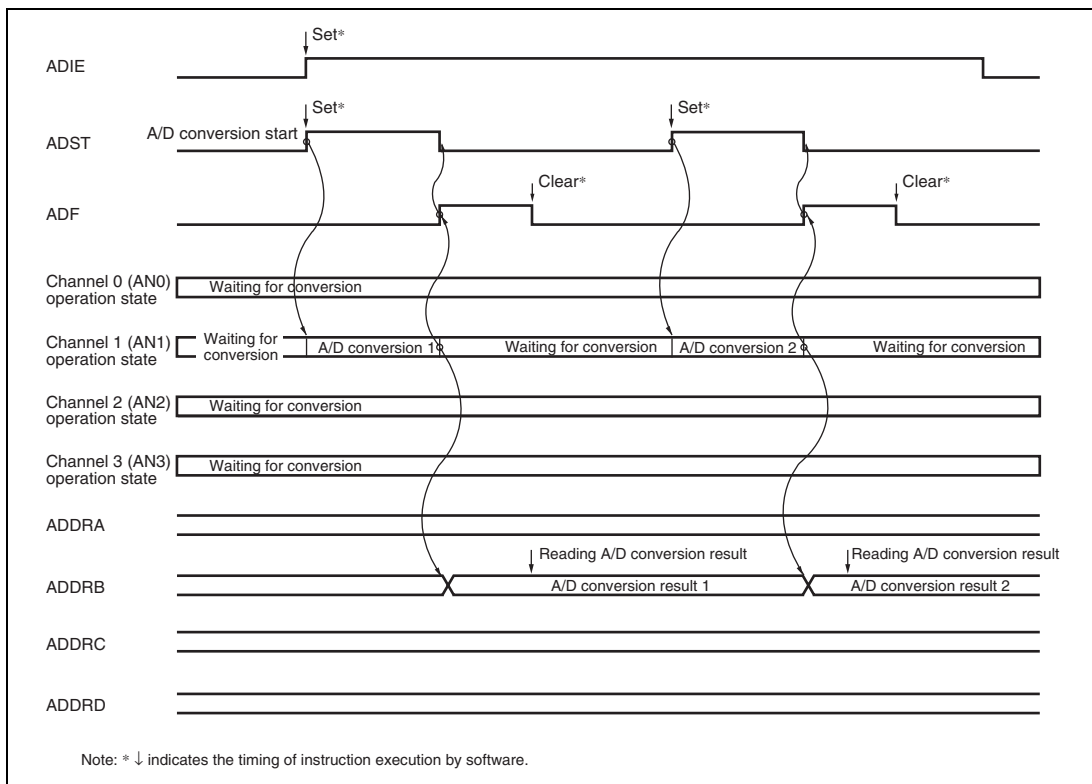 Set*
ADIE
Set*
A/D conversion start
Set*
ADST
Clear*
Clear*
ADF
Channel 0 (AN0)
operation state
Waiting for conversion
Channel 1 (AN1)
operation state
Waiting for
conversion
A/D conversion 1
Waiting for conversion
A/D conversion 2
Waiting for conversion
Channel 2 (AN2)
operation state
Waiting for conversion
Channel 3 (AN3)
operation state
Waiting for conversion
ADDRA
Reading A/D conversion result
Reading A/D conversion result
ADDRB
A/D conversion result 1
A/D conversion result 2
ADDRC
ADDRD
Note: * ↓ indicates the timing of instruction execution by software.